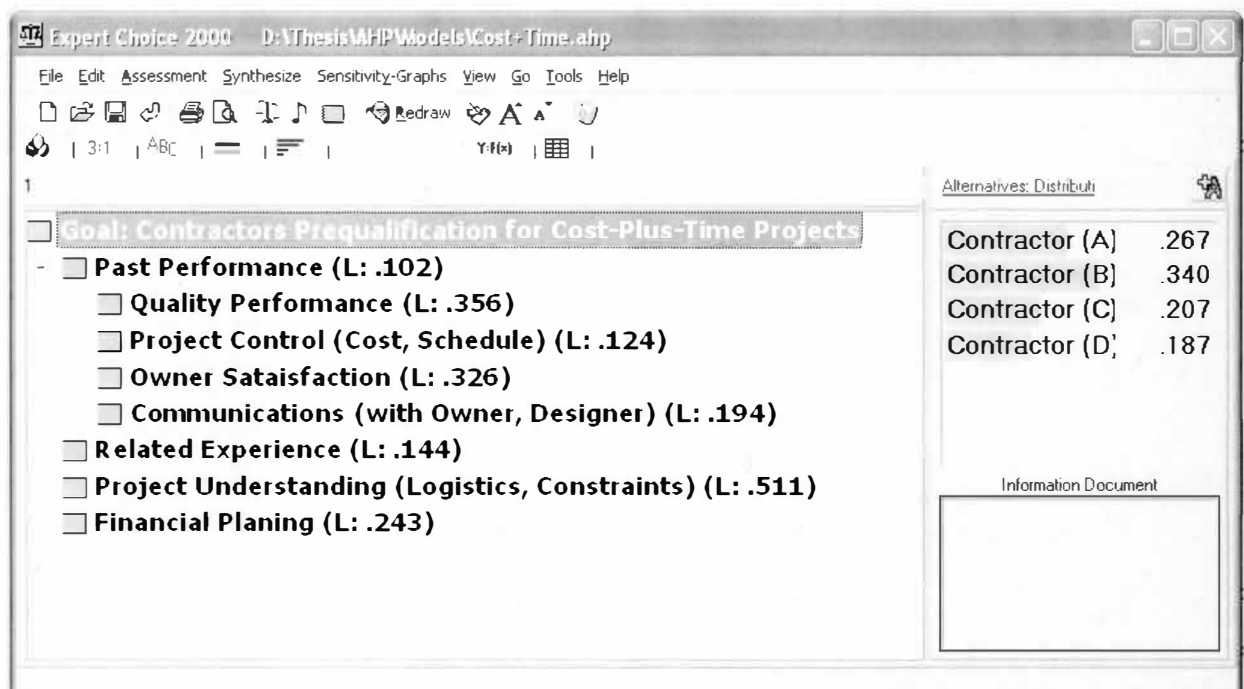 Expert Choice 2000 D:\Thesis\AHP\Models\Cost+Time.ahp
File Edit Assessment Synthesize Sensitivity-Graphs View Go Tools Help
Redraw
3:1 ABC Y:F(x)
1
Alternatives: Distributi
Goal: Contractors Prequalification for Cost-Plus-Time Projects
- Past Performance (L: .102)
Quality Performance (L: .356)
Project Control (Cost, Schedule) (L: .124)
Owner Sataisfaction (L: .326)
Communications (with Owner, Designer) (L: .194)
Related Experience (L: .144)
Project Understanding (Logistics, Constraints) (L: .511)
Financial Planing (L: .243)
Contractor (A) .267
Contractor (B) .340
Contractor (C) .207
Contractor (D) .187
Information Document